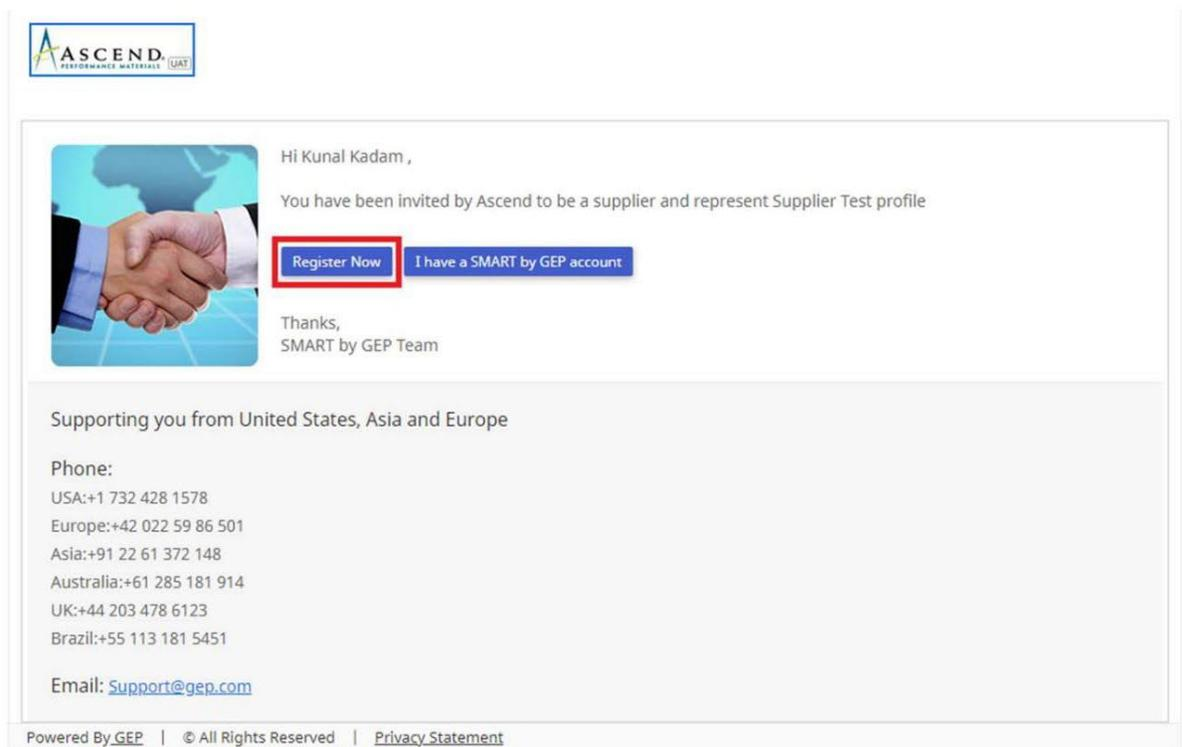 ASCEND®
PERFORMANCE MATERIALS UAT
Hi Kunal Kadam ,
You have been invited by Ascend to be a supplier and represent Supplier Test profile
Register Now I have a SMART by GEP account
Thanks,
SMART by GEP Team
Supporting you from United States, Asia and Europe
Phone:
USA:+1 732 428 1578
Europe:+42 022 59 86 501
Asia:+91 22 61 372 148
Australia:+61 285 181 914
UK:+44 203 478 6123
Brazil:+55 113 181 5451
Email: Support@gep.com
Powered By GEP | © All Rights Reserved | Privacy Statement